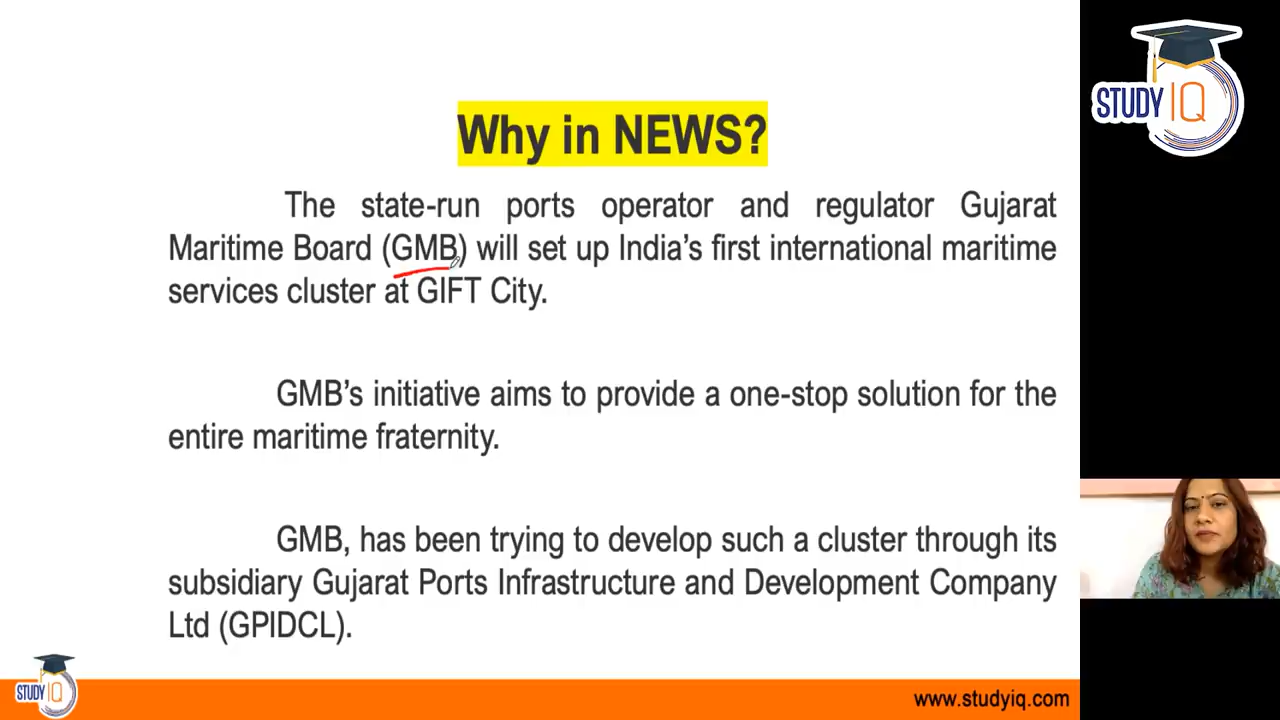 STUDY IQ
Why in NEWS?
The state-run ports operator and regulator Gujarat
Maritime Board (GMB) will set up India’s first international maritime
services cluster at GIFT City.
GMB’s initiative aims to provide a one-stop solution for the
entire maritime fraternity.
GMB, has been trying to develop such a cluster through its
subsidiary Gujarat Ports Infrastructure and Development Company
Ltd (GPIDCL).
STUDY IQ
www.studyiq.com